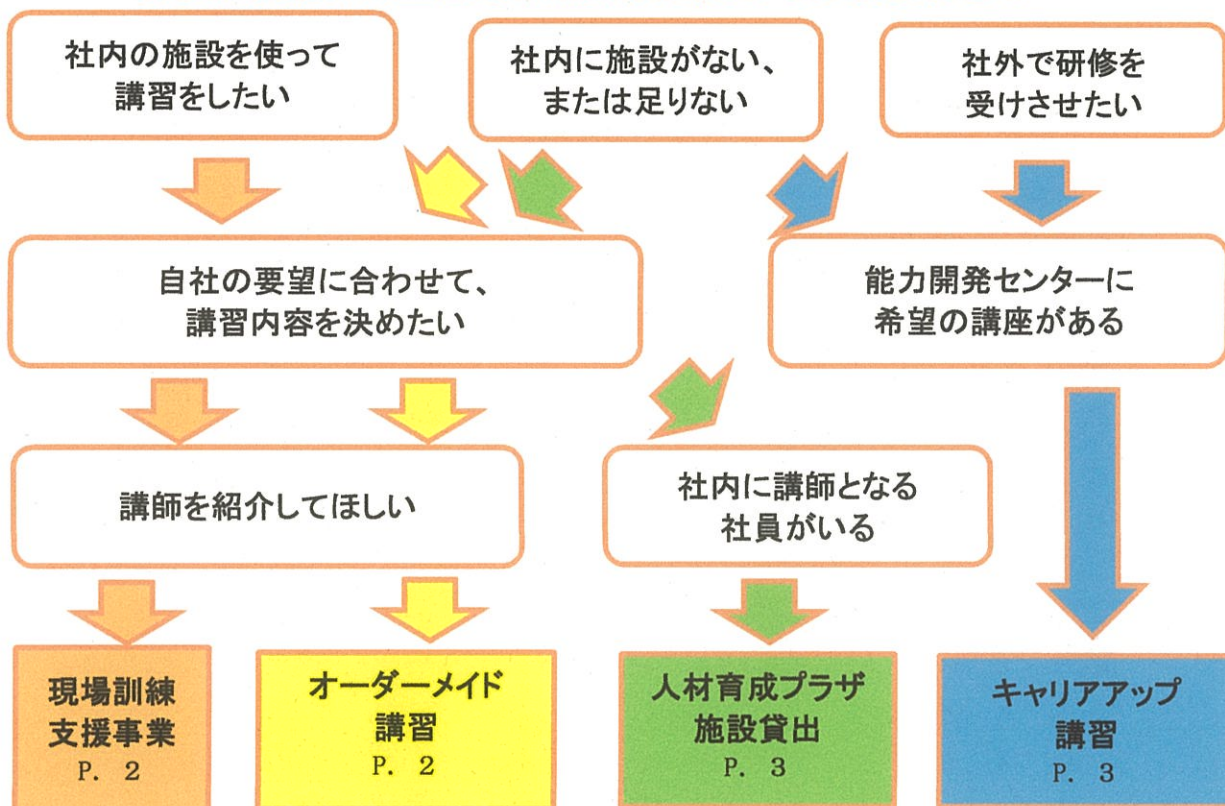 社内の施設を使って
講習をしたい
社内に施設がない、
または足りない
社外で研修を
受けさせたい
自社の要望に合わせて、
講習内容を決めたい
能力開発センターに
希望の講座がある
講師を紹介してほしい
社内に講師となる
社員がいる
現場訓練
支援事業
P. 2
オーダーメイド
講習
P. 2
人材育成プラザ
施設貸出
P. 3
キャリアアップ
講習
P. 3